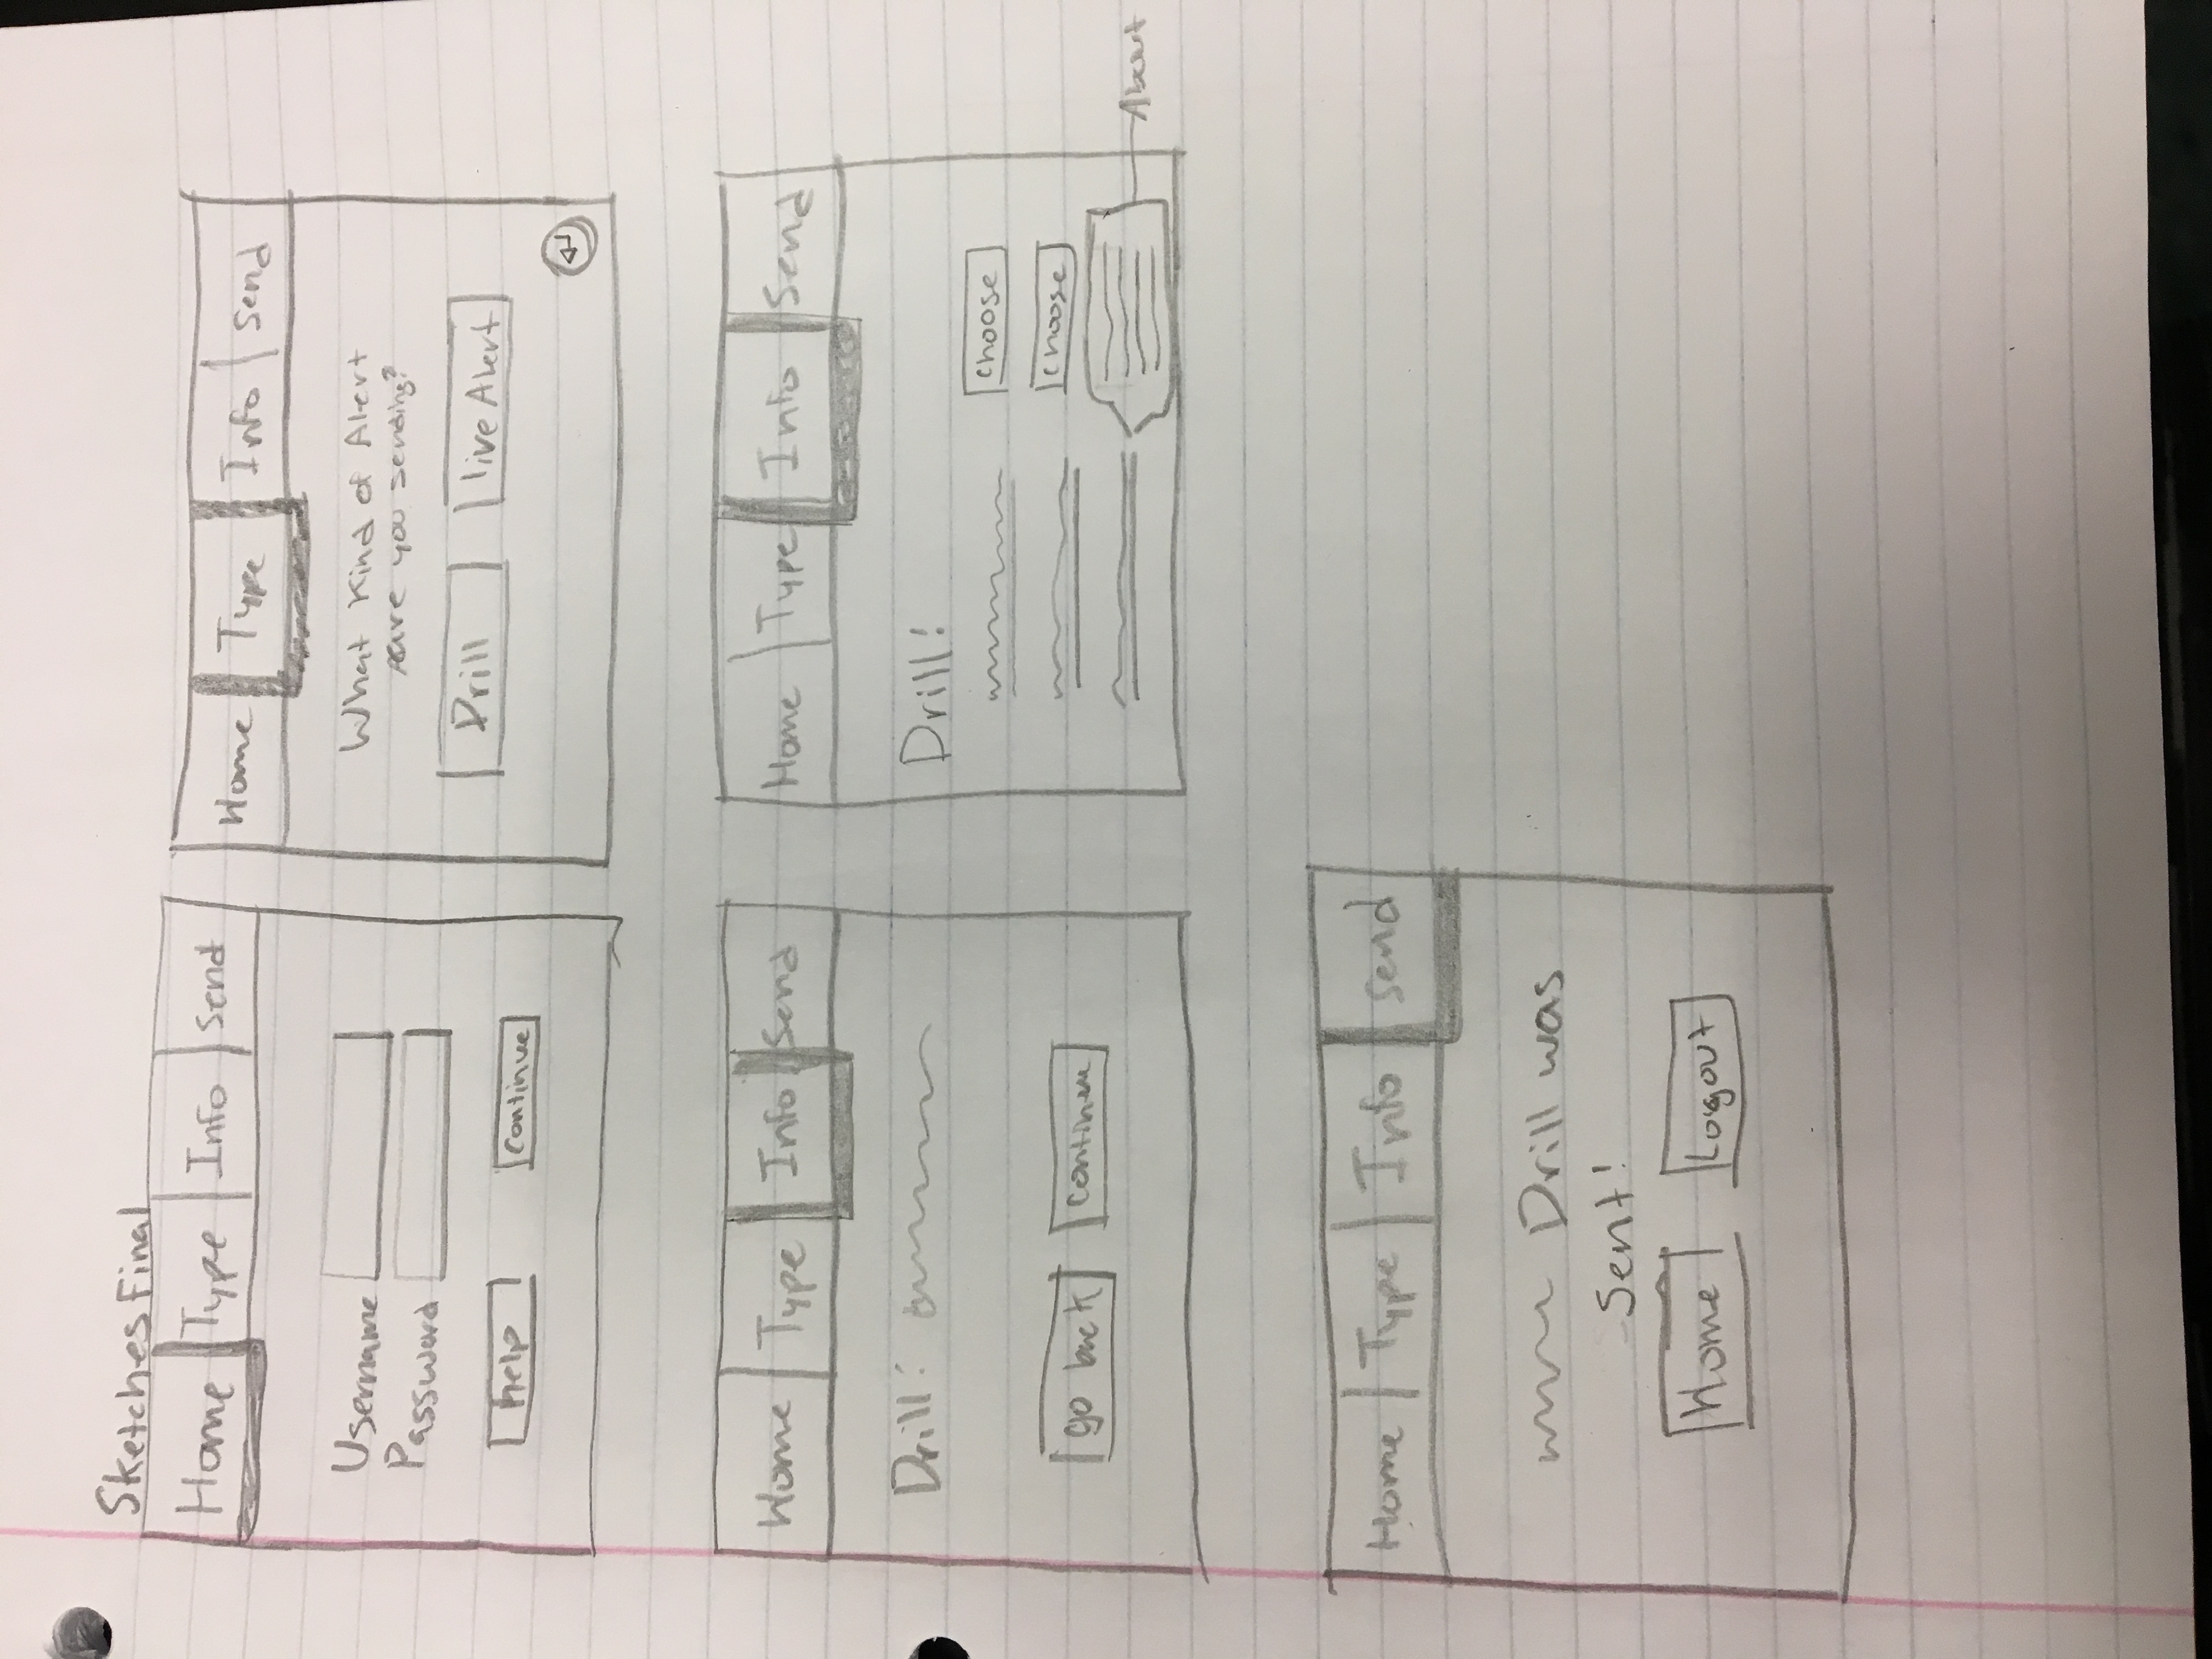 Sketches Final
Home Type Info Send
Username
Password
help continue
Home Type Info Send
What Kind of Alert
are you sending?
Drill live Alert
Home Type Info Send
Drill:
go back continue
Home Type Info Send
Drill!
choose
choose
About
Home Type Info Send
Drill was
Sent!
Home Logout